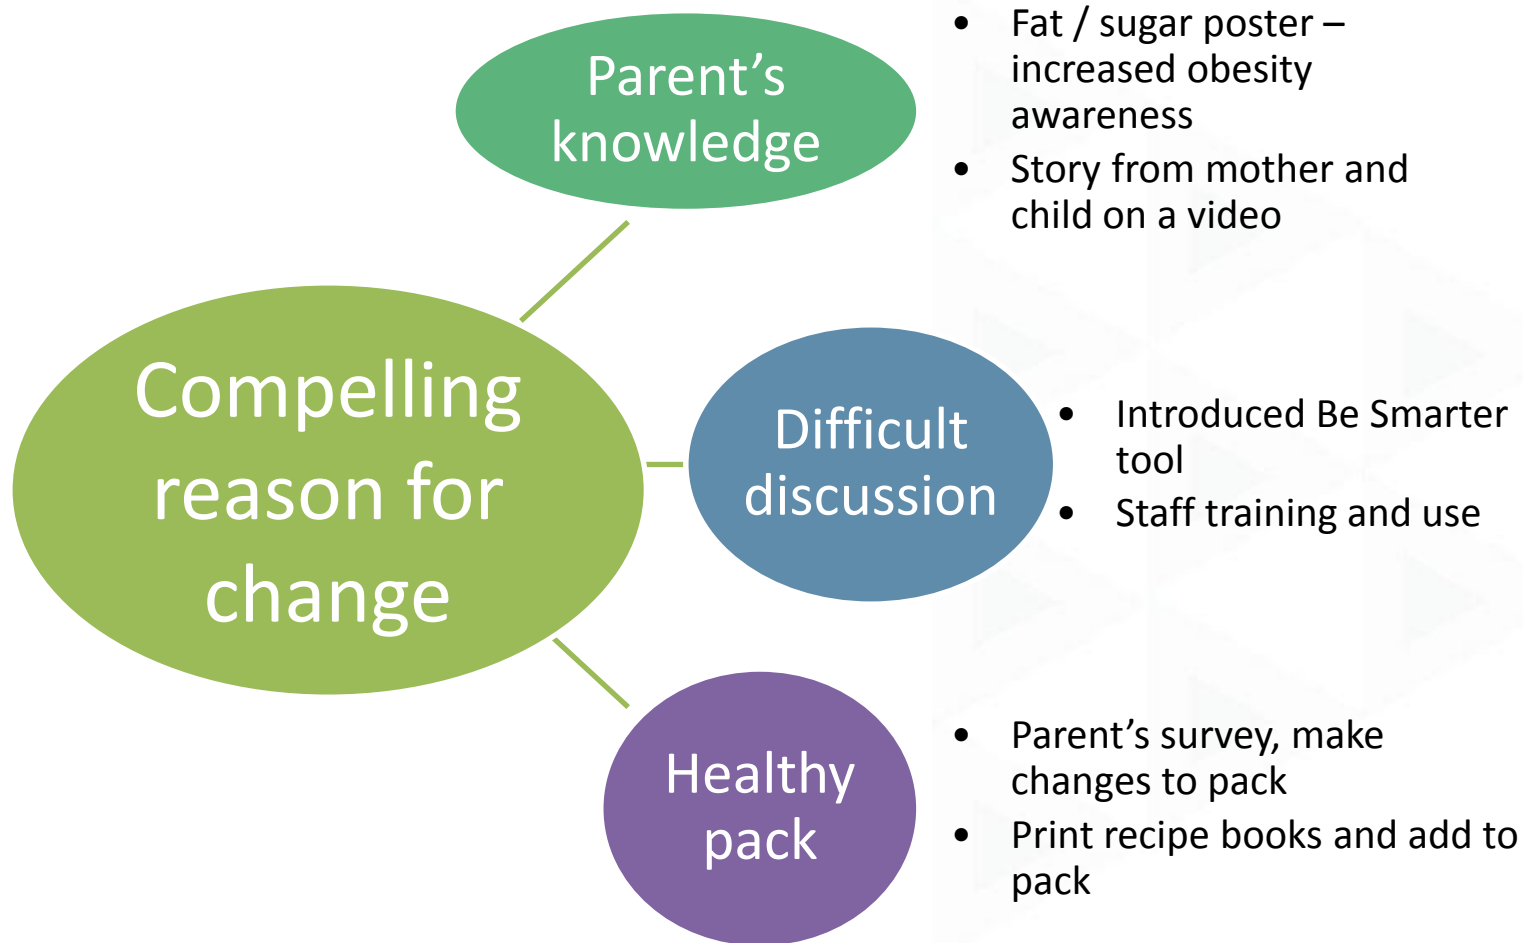 Parent’s
knowledge
• Fat / sugar poster –
increased obesity
awareness
• Story from mother and
child on a video
Compelling
reason for
change
Difficult
discussion
• Introduced Be Smarter
tool
• Staff training and use
Healthy
pack
• Parent’s survey, make
changes to pack
• Print recipe books and add to
pack